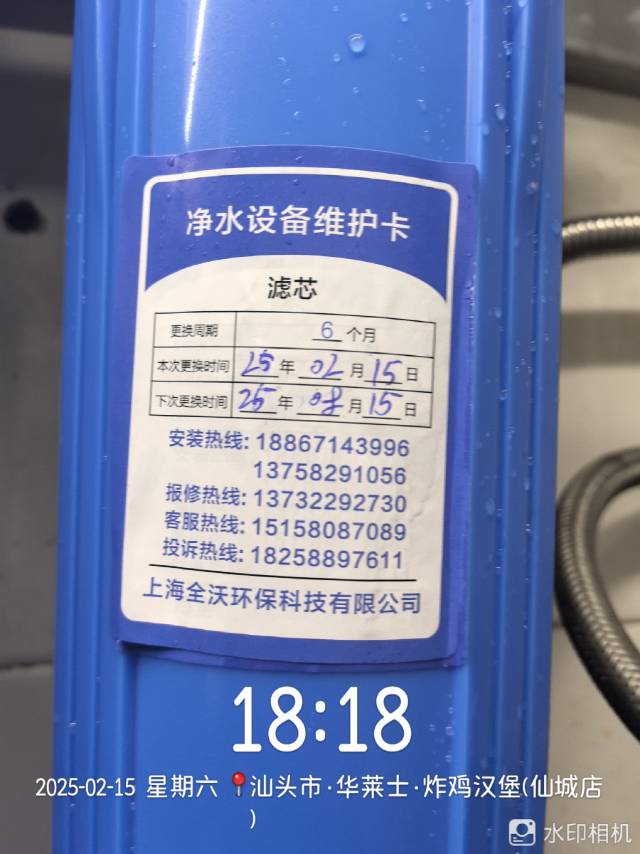 净水设备维护卡
滤芯
更换周期 6 个月
本次更换时间 25 年 02 月 15 日
下次更换时间 25 年 08 月 15 日
安装热线: 18867143996
13758291056
报修热线: 13732292730
客服热线: 15158087089
投诉热线: 18258897611
上海全沃环保科技有限公司
18:18
2025-02-15 星期六 📍汕头市·华莱士·炸鸡汉堡(仙城店
)
水印相机